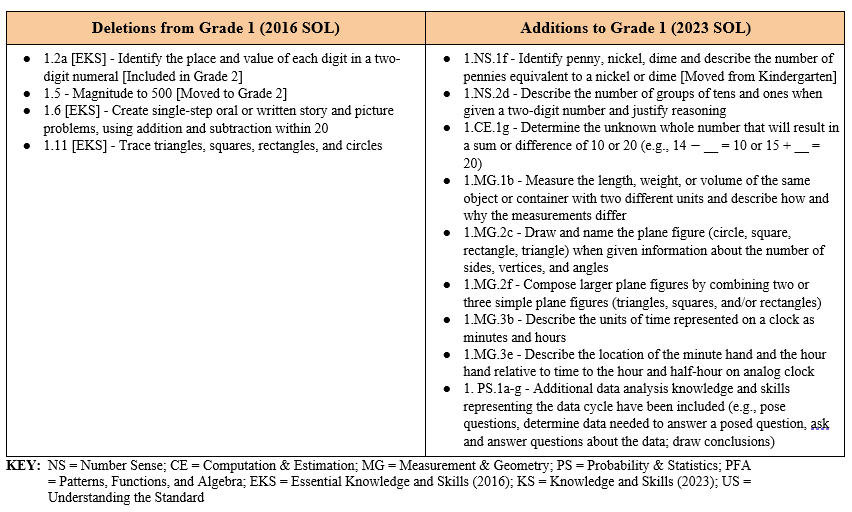 Deletions from Grade 1 (2016 SOL)
● 1.2a [EKS] - Identify the place and value of each digit in a two-
digit numeral [Included in Grade 2]
● 1.5 - Magnitude to 500 [Moved to Grade 2]
● 1.6 [EKS] - Create single-step oral or written story and picture
problems, using addition and subtraction within 20
● 1.11 [EKS] - Trace triangles, squares, rectangles, and circles
Additions to Grade 1 (2023 SOL)
● 1.NS.1f - Identify penny, nickel, dime and describe the number of
pennies equivalent to a nickel or dime [Moved from Kindergarten]
● 1.NS.2d - Describe the number of groups of tens and ones when
given a two-digit number and justify reasoning
● 1.CE.1g - Determine the unknown whole number that will result in
a sum or difference of 10 or 20 (e.g., 14 − __ = 10 or 15 + __ =
20)
● 1.MG.1b - Measure the length, weight, or volume of the same
object or container with two different units and describe how and
why the measurements differ
● 1.MG.2c - Draw and name the plane figure (circle, square,
rectangle, triangle) when given information about the number of
sides, vertices, and angles
● 1.MG.2f - Compose larger plane figures by combining two or
three simple plane figures (triangles, squares, and/or rectangles)
● 1.MG.3b - Describe the units of time represented on a clock as
minutes and hours
● 1.MG.3e - Describe the location of the minute hand and the hour
hand relative to time to the hour and half-hour on analog clock
● 1. PS.1a-g - Additional data analysis knowledge and skills
representing the data cycle have been included (e.g., pose
questions, determine data needed to answer a posed question, ask
and answer questions about the data; draw conclusions)
KEY: NS = Number Sense; CE = Computation & Estimation; MG = Measurement & Geometry; PS = Probability & Statistics; PFA
= Patterns, Functions, and Algebra; EKS = Essential Knowledge and Skills (2016); KS = Knowledge and Skills (2023); US =
Understanding the Standard